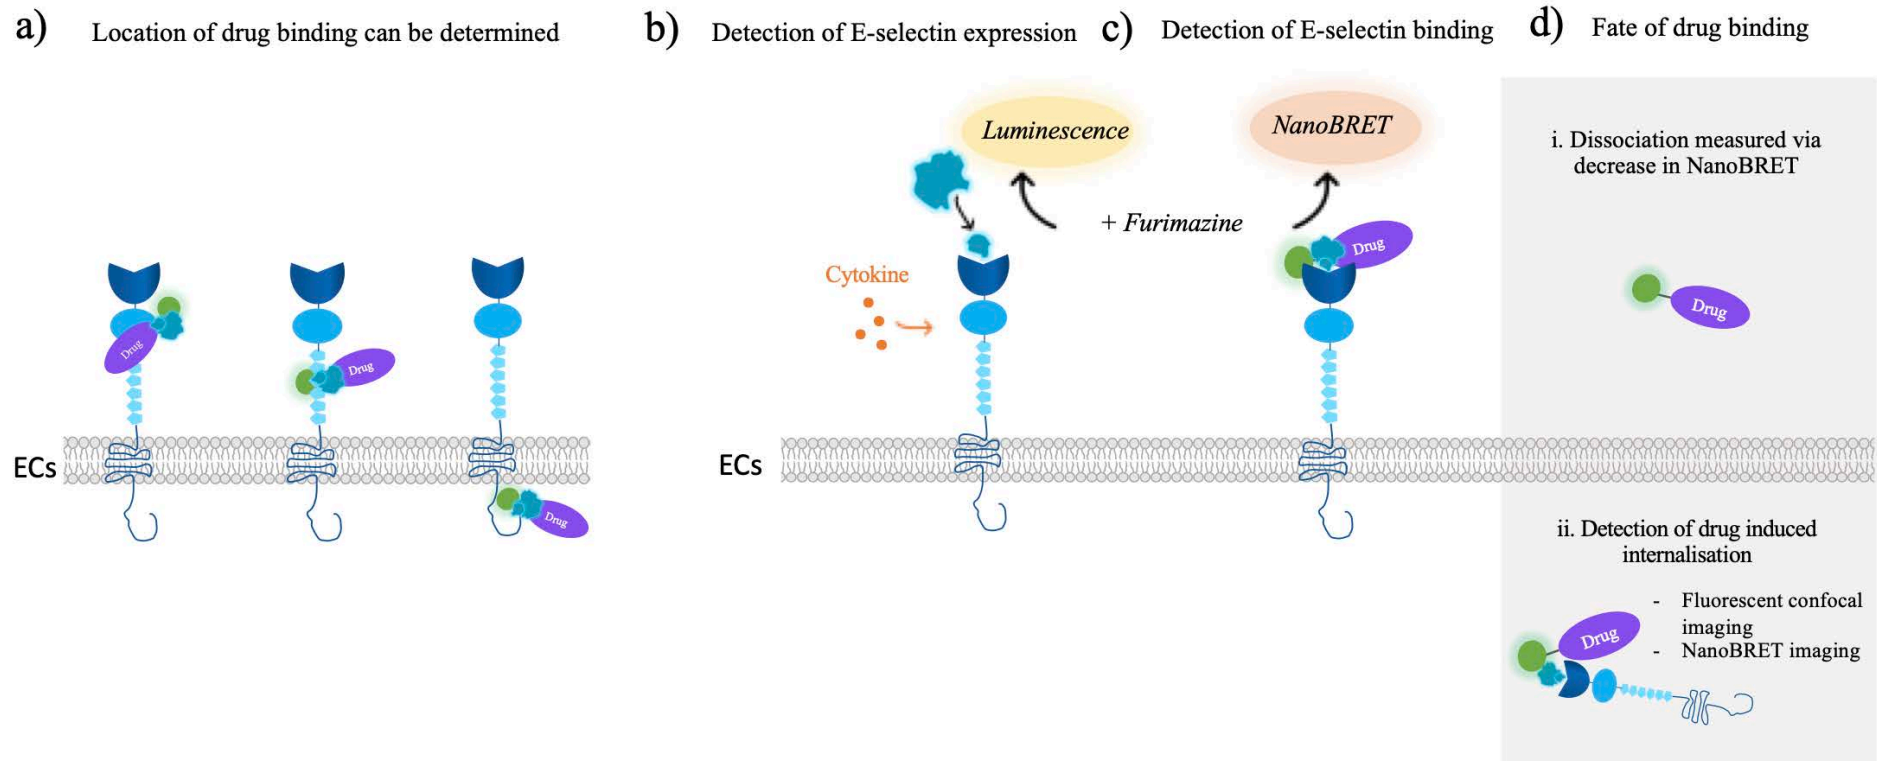 a) Location of drug binding can be determined
Drug
Drug
Drug
ECs
b) Detection of E-selectin expression
Luminescence
Cytokine
+ Furimazine
ECs
c) Detection of E-selectin binding
NanoBRET
Drug
d) Fate of drug binding
i. Dissociation measured via
decrease in NanoBRET
Drug
ii. Detection of drug induced
internalisation
- Fluorescent confocal
imaging
- NanoBRET imaging
Drug